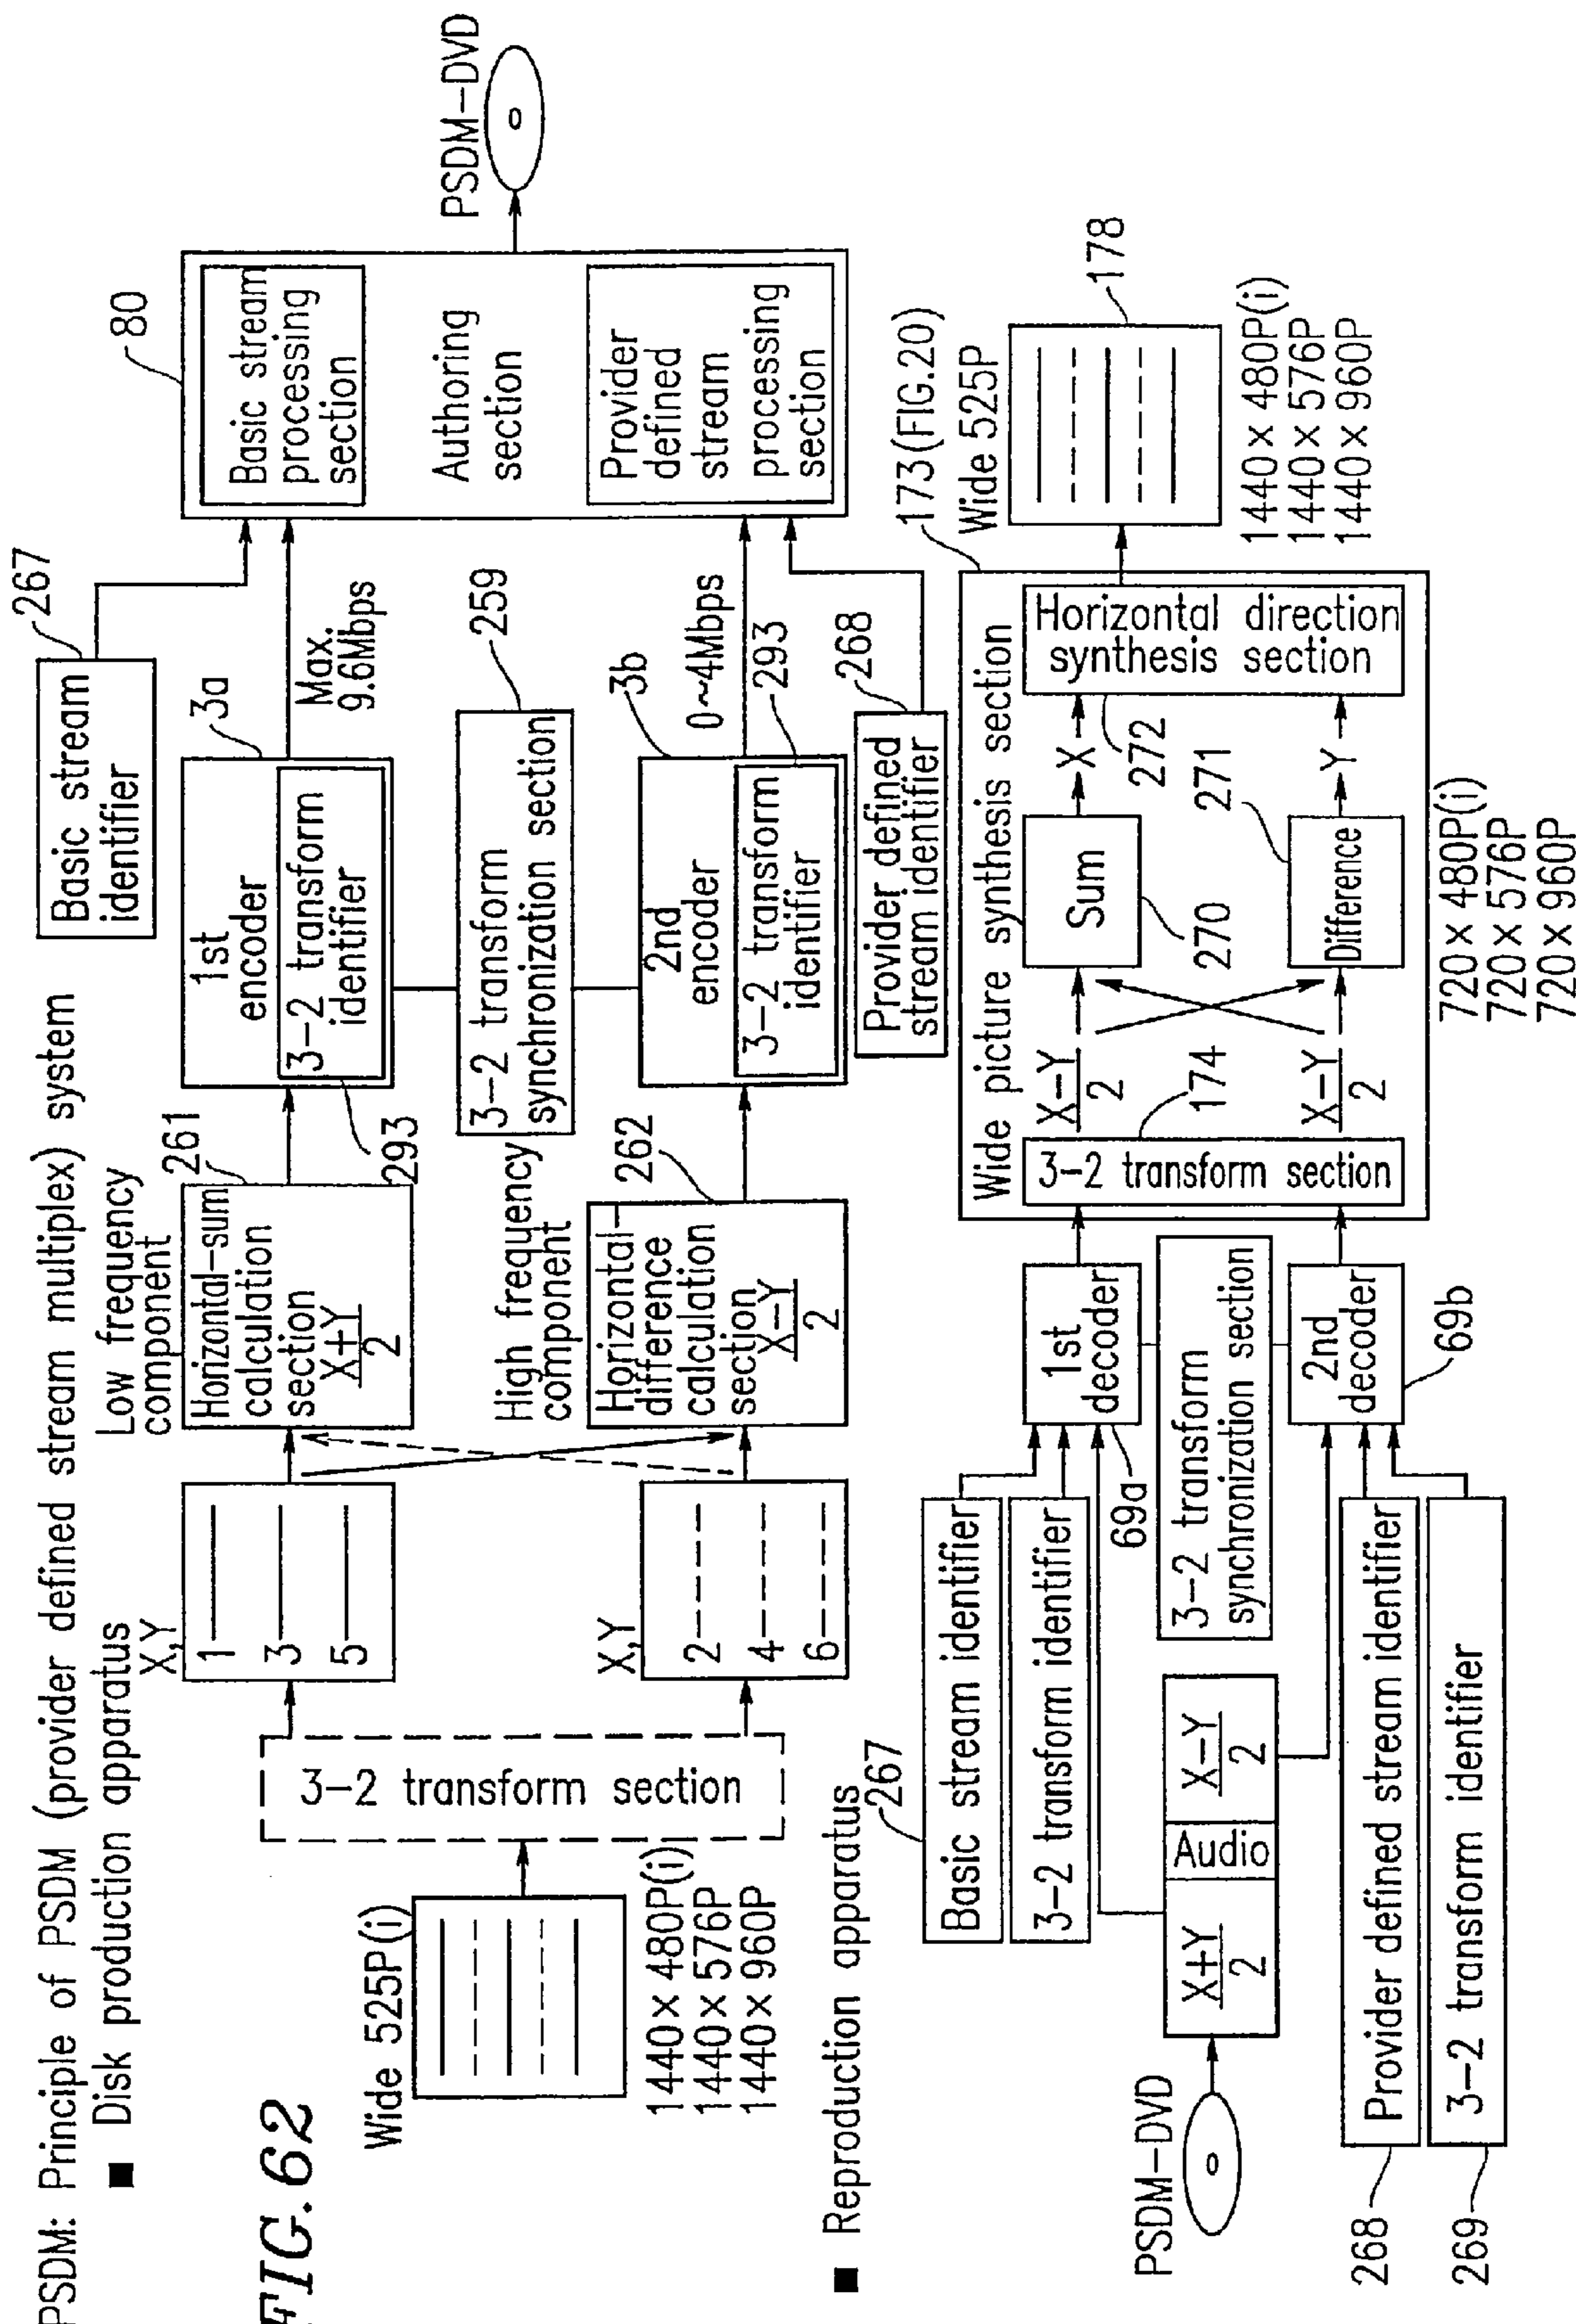 PSDM: Principle of PSDM (provider defined stream stream multiplex) system
■ Disk production apparatus
FIG. 62
Wide 525P(i)
1440×480P(i)
1440×576P
1440×960P
3-2 transform section
X,Y
1
3
5
X,Y
2
4
6
Low frequency
component
261
Horizontal-sum
calculation
section
X+Y
2
High frequency
component
262
Horizontal-
difference
calculation
section
X-Y
2
Basic stream
identifier
267
3a
1st
encoder
3-2 transform
identifier
293
Max.
9.6Mbps
3-2 transform
synchronization section
259
3b
2nd
encoder
3-2 transform
identifier
293
0~4Mbps
Provider defined
stream identifier
268
80
Basic stream
processing
section
Authoring
section
Provider
defined
stream
processing
section
PSDM-DVD
■ Reproduction apparatus
PSDM-DVD
X+Y
2
Audio
X-Y
2
267
Basic stream identifier
3-2 transform identifier
268
Provider defined stream identifier
269
3-2 transform identifier
1st
decoder
69a
3-2 transform
synchronization section
2nd
decoder
69b
173(FIG.20)
Wide picture synthesis section
3-2 transform section
174
X-Y
2
X-Y
2
Sum
270
Difference
271
X
Y
272
Horizontal direction
synthesis section
720×480P(i)
720×576P
720×960P
Wide 525P
178
1440×480P(i)
1440×576P
1440×960P